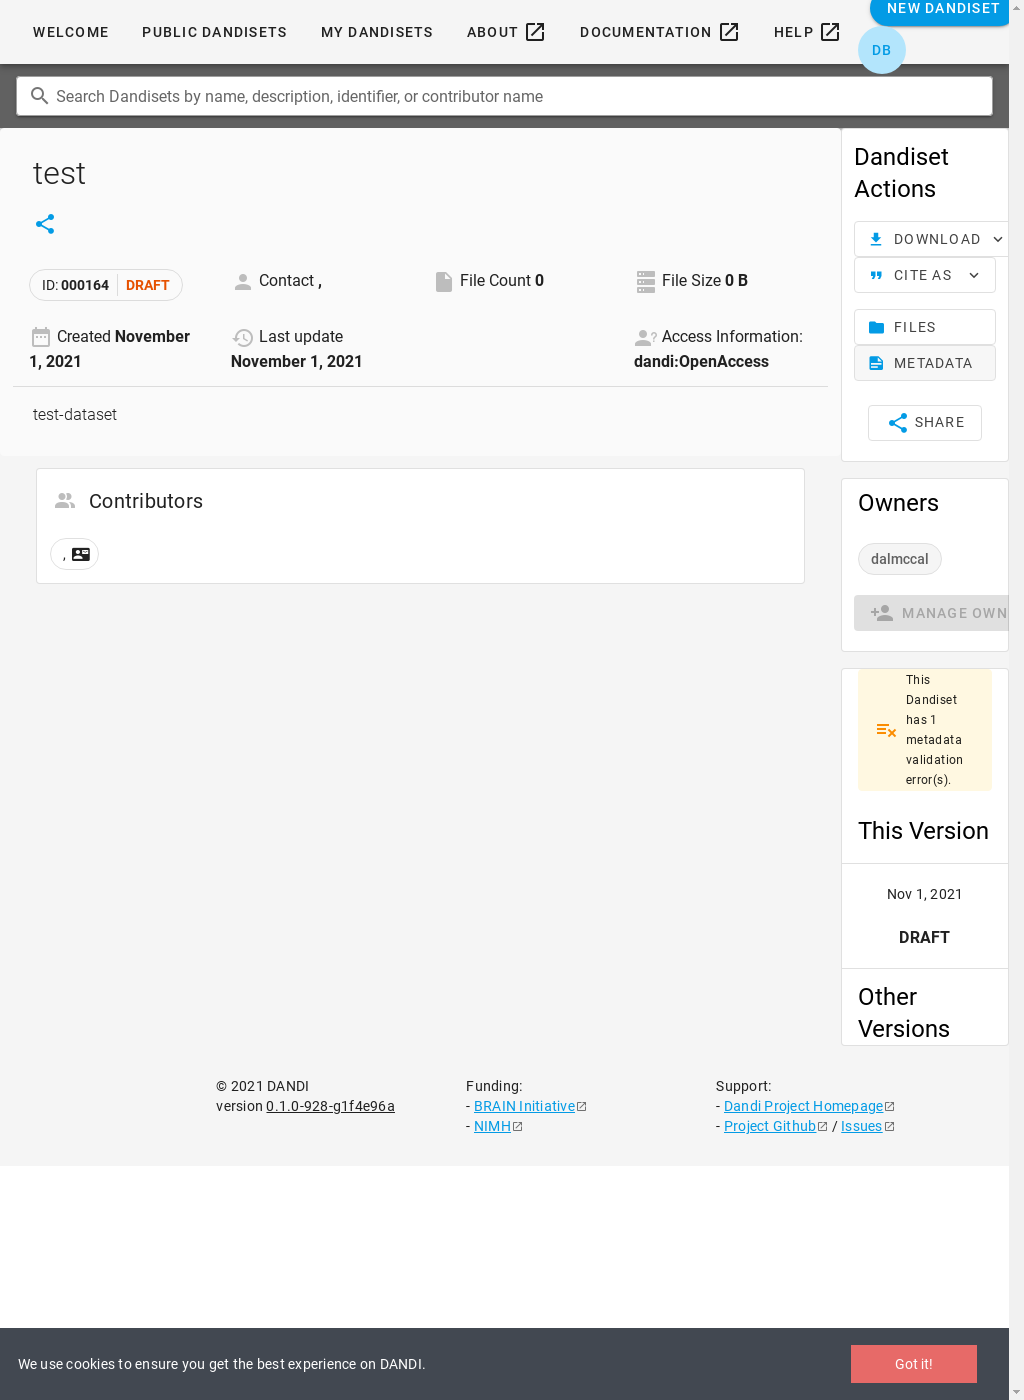 WELCOME
PUBLIC DANDISETS
MY DANDISETS
ABOUT
DOCUMENTATION
HELP
NEW DANDISET
DB
Search Dandisets by name, description, identifier, or contributor name
test
ID: 000164 DRAFT
Contact ,
File Count 0
File Size 0 B
Created November
1, 2021
Last update
November 1, 2021
Access Information:
dandi:OpenAccess
test-dataset
Contributors
,
Dandiset
Actions
DOWNLOAD
CITE AS
FILES
METADATA
SHARE
Owners
dalmccal
MANAGE OWN
This
Dandiset
has 1
metadata
validation
error(s).
This Version
Nov 1, 2021
DRAFT
Other
Versions
© 2021 DANDI
version 0.1.0-928-g1f4e96a
Funding:
- BRAIN Initiative
- NIMH
Support:
- Dandi Project Homepage
- Project Github / Issues
We use cookies to ensure you get the best experience on DANDI.
Got it!